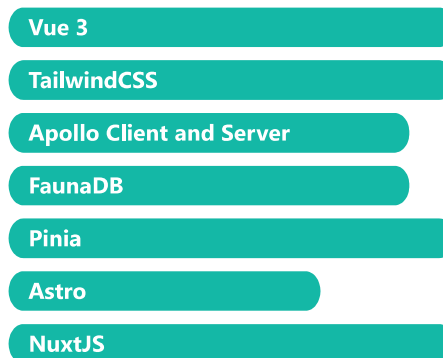 Vue 3
TailwindCSS
Apollo Client and Server
FaunaDB
Pinia
Astro
NuxtJS